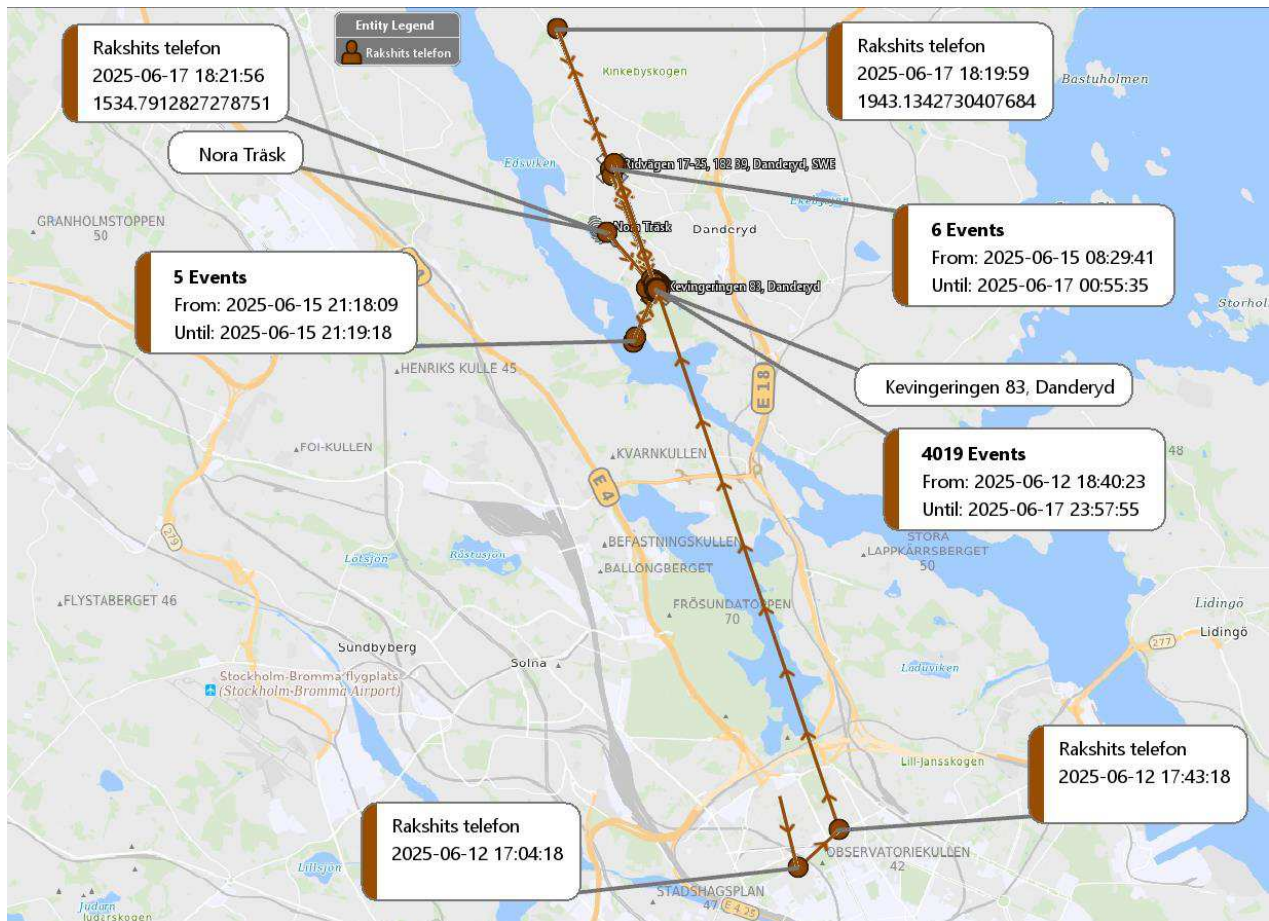 Entity Legend
Rakshits telefon
Rakshits telefon
2025-06-17 18:21:56
1534.7912827278751
Rakshits telefon
2025-06-17 18:19:59
1943.1342730407684
Kinkebyskogen
Bastuholmen
Nora Träsk
Edsviken
Ridvägen 17-25, 182 39, Danderyd, SWE
Ekebysjön
GRANHOLMSTOPPEN
50
Nora Träsk
Danderyd
6 Events
From: 2025-06-15 08:29:41
Until: 2025-06-17 00:55:35
5 Events
From: 2025-06-15 21:18:09
Until: 2025-06-15 21:19:18
Kevingeringen 83, Danderyd
Storhol
HENRIKS KULLE 45
E 18
Kevingeringen 83, Danderyd
FOI-KULLEN
KVARNKULLEN
48
4019 Events
From: 2025-06-12 18:40:23
Until: 2025-06-17 23:57:55
E 4
279
Lötsjön
Råstasjön
BEFÄSTNINGSKULLEN
BALLONGBERGET
STORA
LAPPKÄRRSBERGET
50
FLYSTABERGET 46
FRÖSUNDATOPPEN
70
Lidingö
Lidingö
277
Sundbyberg
Solna
Laduviken
Stockholm-Bromma flygplats
(Stockholm-Bromma Airport)
Rakshits telefon
2025-06-12 17:43:18
Lill-Jansskogen
Rakshits telefon
2025-06-12 17:04:18
OBSERVATORIEKULLEN
42
Lillsjön
STADSHAGSPLAN
47
Judarn
Judarskogen
E 4.25